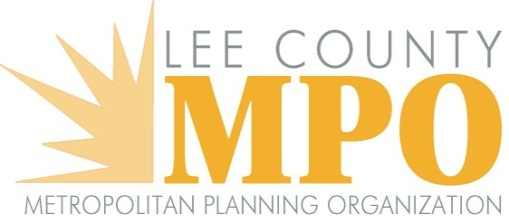 LEE COUNTY
MPO
METROPOLITAN PLANNING ORGANIZATION